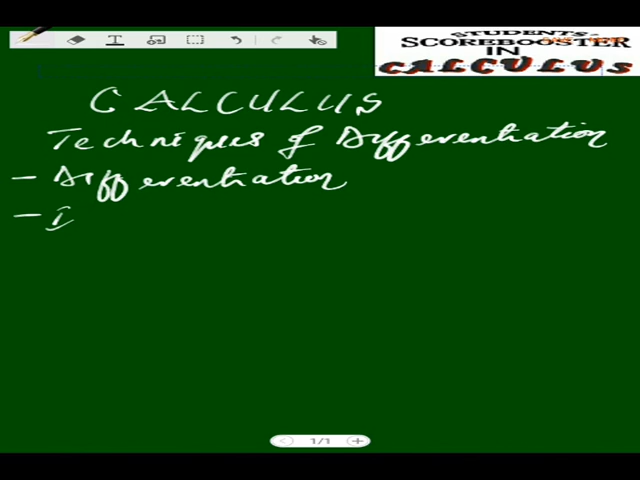 STUDENTS
SCOREBOOSTER
IN
CALCULUS
CALCULUS
Techniques of Differentiation
- Differentiation
- i
1/1